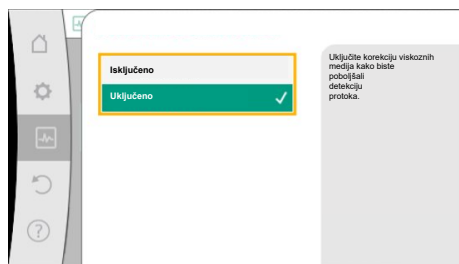 Isključeno
Uključeno
Uključite korekciju viskoznih
medija kako biste
poboljšali
detekciju
protoka.